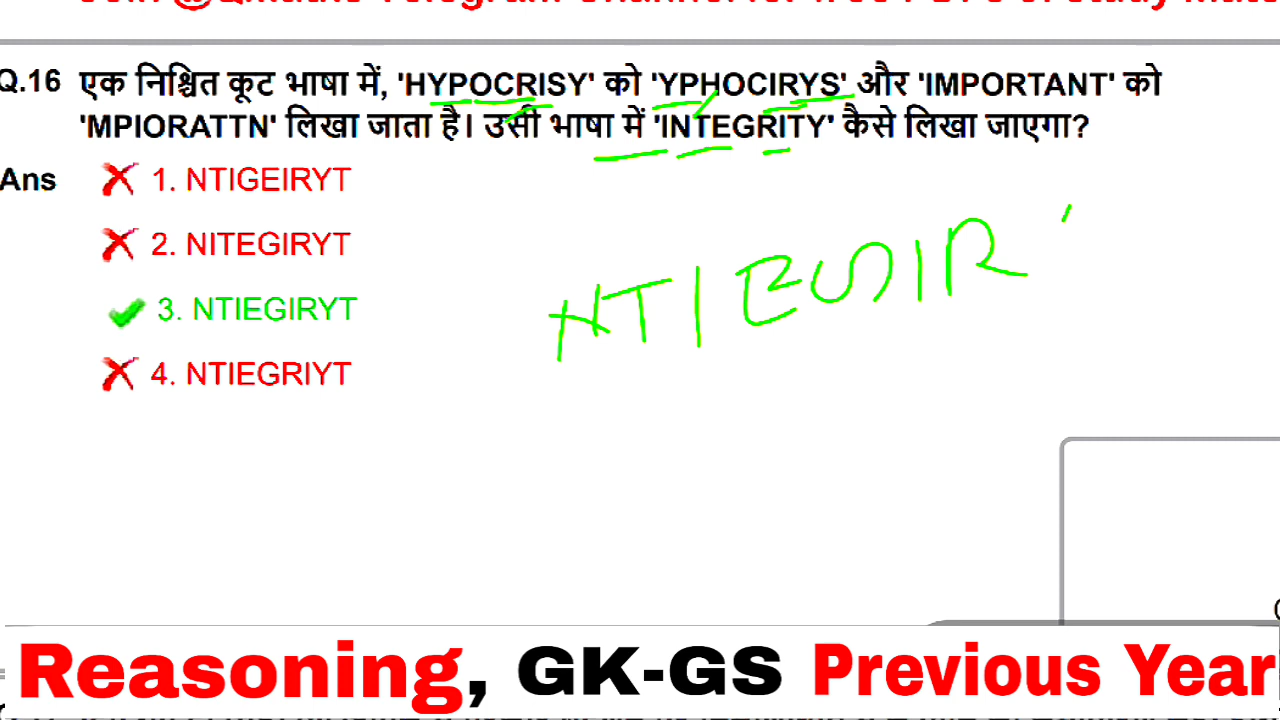 Q.16 एक निश्चित कूट भाषा में, 'HYPOCRISY' को 'YPHOCIRYS' और 'IMPORTANT' को
'MPIORATTN' लिखा जाता है। उसी भाषा में 'INTEGRITY' कैसे लिखा जाएगा?
Ans 1. NTIGEIRYT
2. NITEGIRYT
3. NTIEGIRYT
4. NTIEGRIYT
NTIEGIR
Reasoning, GK-GS Previous Year